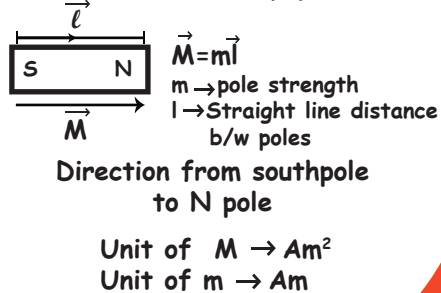 l
S N
M
M=ml
m → pole strength
l → Straight line distance
b/w poles
Direction from southpole
to N pole
Unit of M → Am²
Unit of m → Am